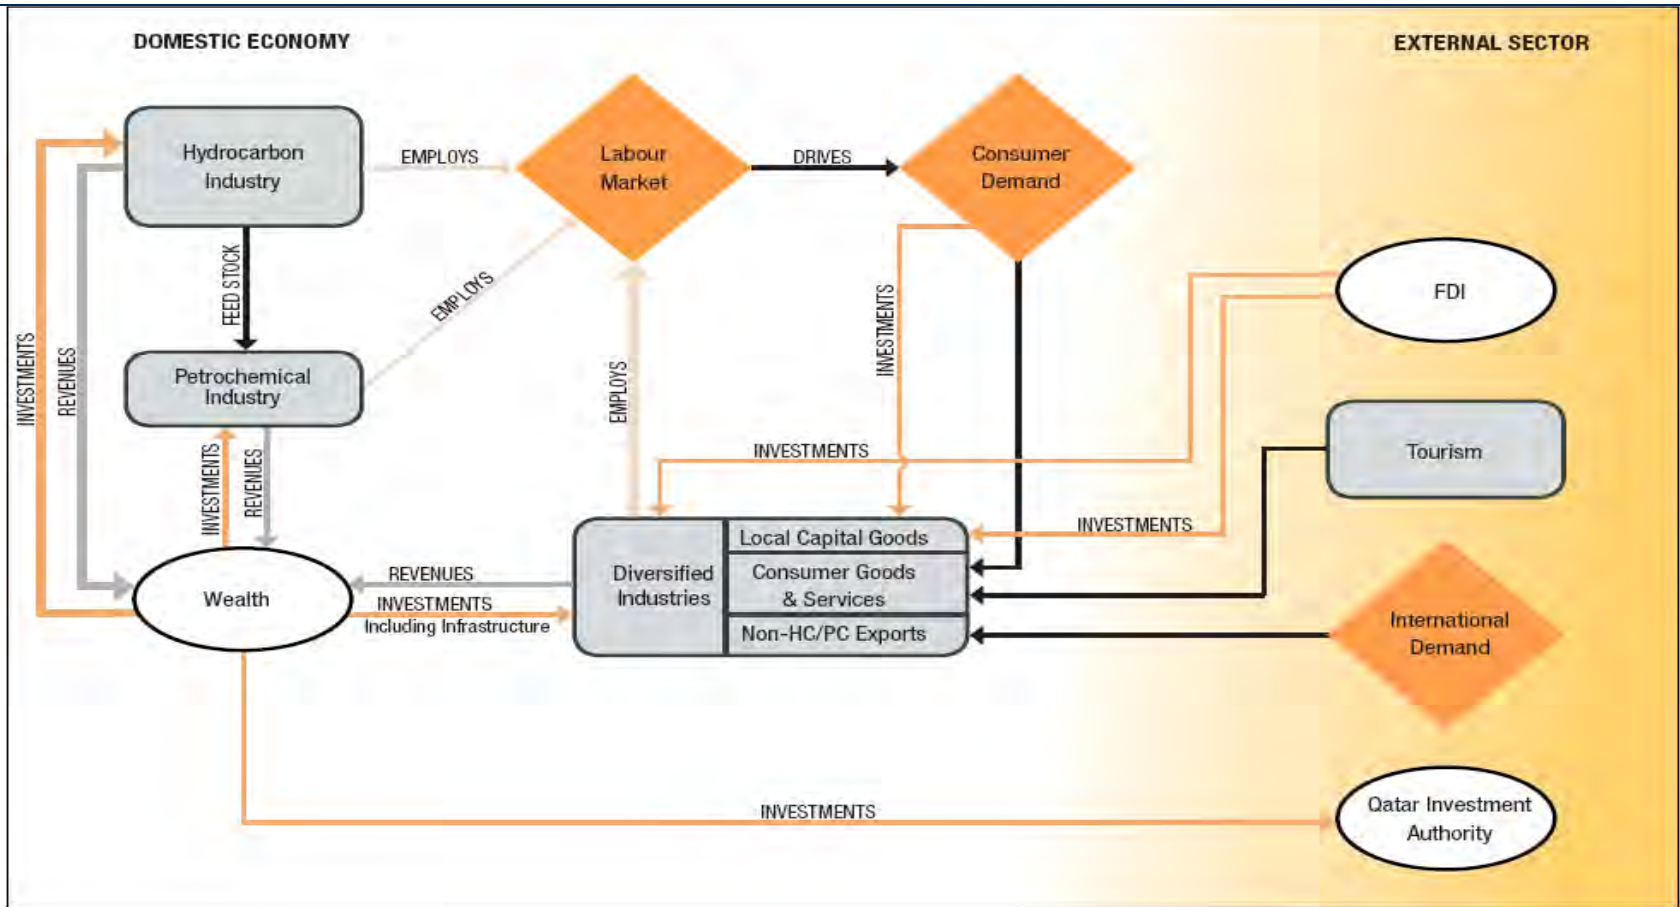 DOMESTIC ECONOMY
EXTERNAL SECTOR
Hydrocarbon
Industry
EMPLOYS
Labour
Market
DRIVES
Consumer
Demand
FEED STOCK
EMPLOYS
INVESTMENTS
REVENUES
INVESTMENTS
FDI
Petrochemical
Industry
EMPLOYS
INVESTMENTS
REVENUES
INVESTMENTS
Tourism
INVESTMENTS
Wealth
REVENUES
INVESTMENTS
Including Infrastructure
Diversified
Industries
Local Capital Goods
Consumer Goods
& Services
Non-HC/PC Exports
International
Demand
INVESTMENTS
Qatar Investment
Authority